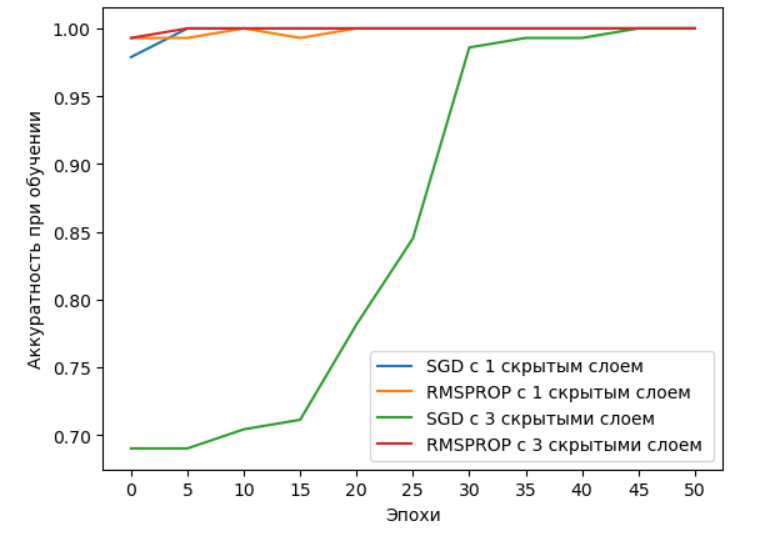 1.00
0.95
0.90
0.85
0.80
0.75
0.70
Аккуратность при обучении
SGD с 1 скрытым слоем
RMSPROP с 1 скрытым слоем
SGD с 3 скрытыми слоем
RMSPROP с 3 скрытыми слоем
0 5 10 15 20 25 30 35 40 45 50
Эпохи